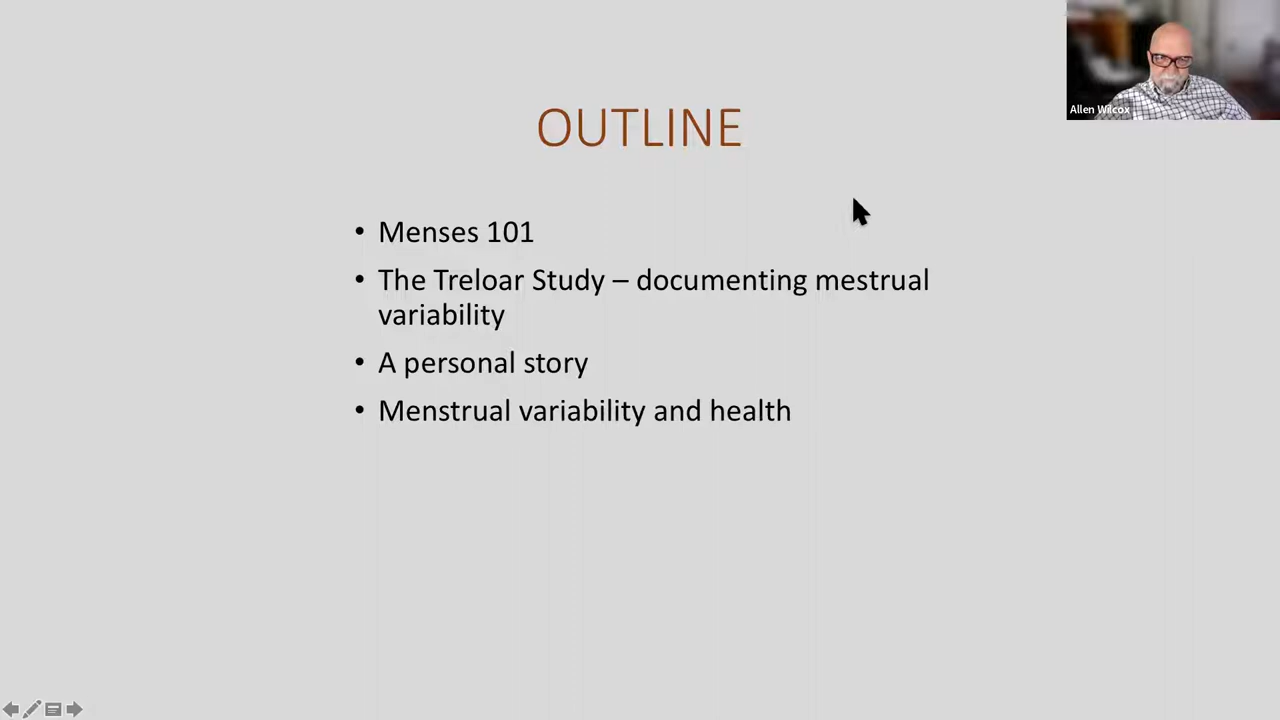 Allen Wilcox
OUTLINE
• Menses 101
• The Treloar Study – documenting mestrual
variability
• A personal story
• Menstrual variability and health